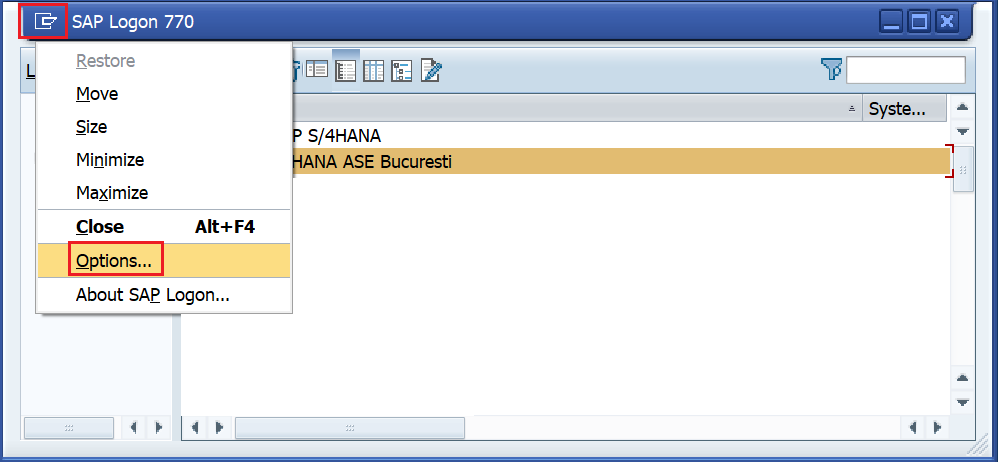 SAP Logon 770
Restore
Move
Size
Minimize
Maximize
Close Alt+F4
Options...
About SAP Logon...
L
Syste...
P S/4HANA
HANA ASE Bucuresti